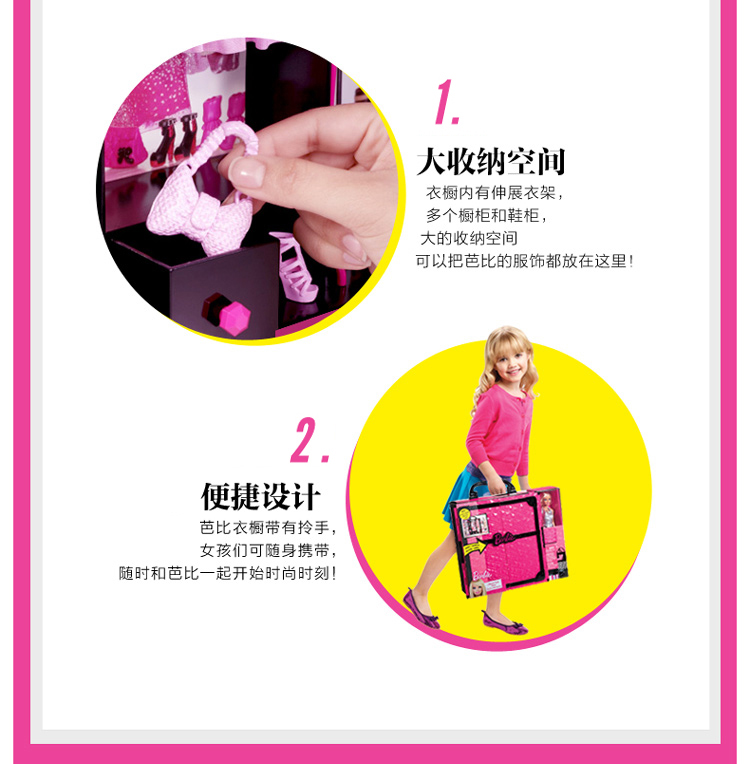 1.
大收纳空间
衣橱内有伸展衣架，
多个橱柜和鞋柜，
大的收纳空间
可以把芭比的服饰都放在这里！
2.
便捷设计
芭比衣橱带有拎手，
女孩们可随身携带，
随时和芭比一起开始时尚时刻！
Barbie
Barbie